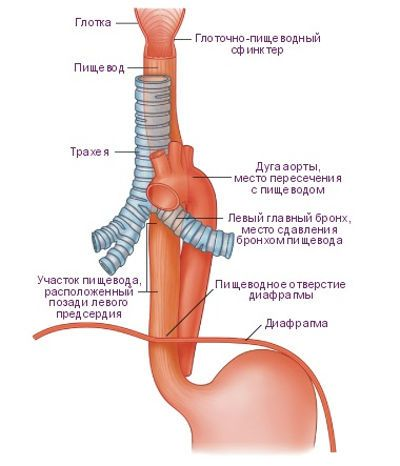 Глотка
Глоточно-пищеводный
сфинктер
Пищевод
Трахея
Дуга аорты,
место пересечения
с пищеводом
Левый главный бронх,
место сдавления
бронхом пищевода
Участок пищевода,
расположенный
позади левого
предсердия
Пищеводное отверстие
диафрагмы
Диафрагма